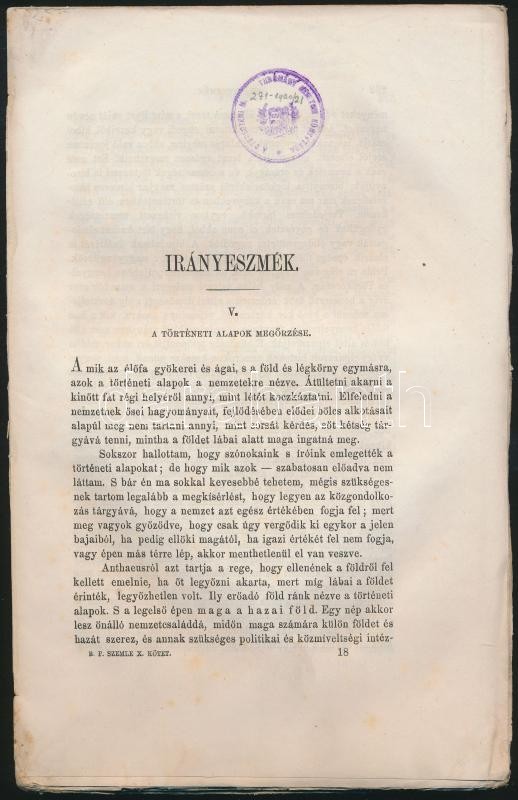 271-1920/21
IRÁNYESZMÉK.
V.
A TÖRTÉNETI ALAPOK MEGŐRZÉSE.
A mik az élőfa gyökerei és ágai, s a föld és légkörny egymásra,
azok a történeti alapok a nemzetekre nézve. Átültetni akarni a
kinőtt fát régi helyéről annyi, mint létét koczkáztatni. Elfeledni a
nemzetnek ősei hagyományait, fejlődésében elődei bölcs alkotásait
alapúl meg nem tartani annyi, mint sorsát kérdés, sőt kétség tár-
gyává tenni, mintha a földet lábai alatt maga ingatná meg.
Sokszor hallottam, hogy szónokaink s íróink emlegették a
történeti alapokat; de hogy mik azok — szabatosan előadva nem
láttam. S bár én ma sokkal kevesebbé tehetem, mégis szükséges-
nek tartom legalább a megkísérlést, hogy legyen az közgondolko-
zás tárgyává, hogy a nemzet azt egész értékében fogja fel; mert
meg vagyok győződve, hogy csak úgy vergődik ki egykor a jelen
bajaiból, ha pedig ellöki magától, ha igazi értékét fel nem fogja,
vagy épen más térre lép, akkor menthetlenűl el van veszve.
Anthaeusról azt tartja a rege, hogy ellenének a földről fel
kellett emelnie, ha őt legyőzni akarta, mert míg lábai a földet
érinték, legyőzhetlen volt. Ily erőadó föld ránk nézve a történeti
alapok. S a legelső épen maga a hazai föld. Egy nép akkor
lesz önálló nemzetcsaláddá, midőn maga számára külön földet és
hazát szerez, és annak szükséges politikai és közmíveltségi intéz-
B. P. SZEMLE X. KÖTET. 18